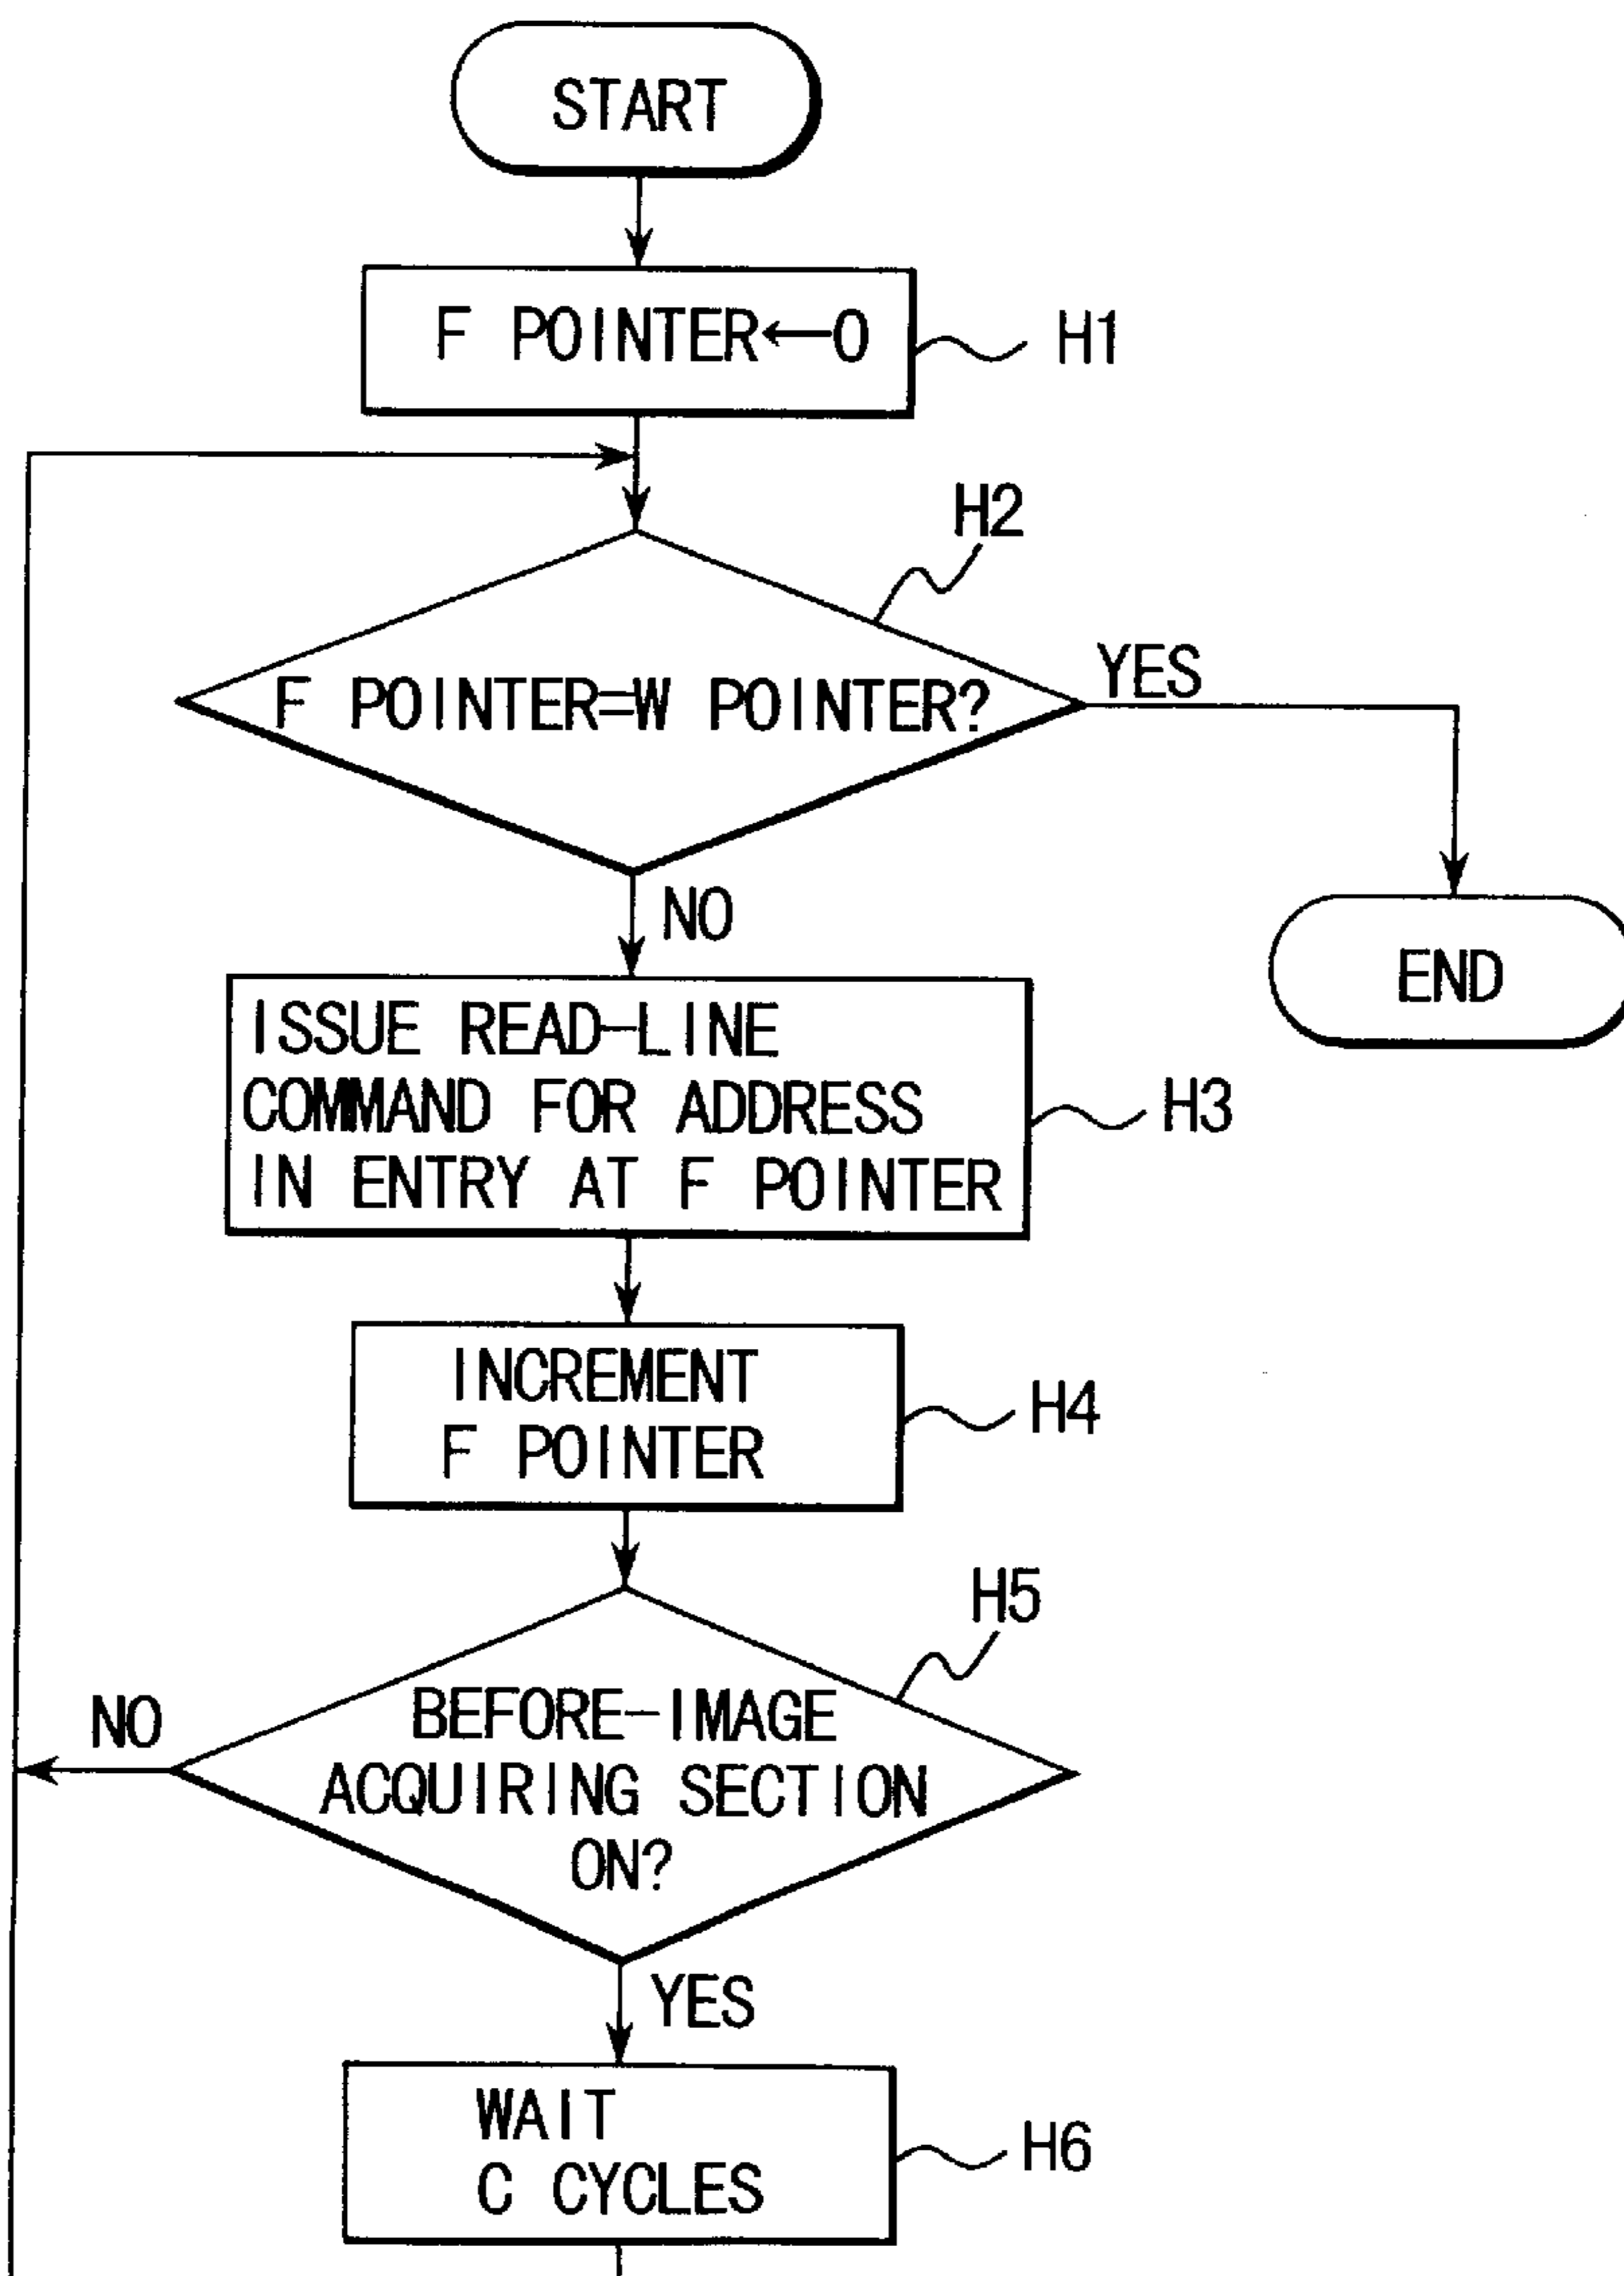 START
F POINTER←0
H1
H2
F POINTER=W POINTER?
YES
NO
END
ISSUE READ-LINE
COMMAND FOR ADDRESS
IN ENTRY AT F POINTER
H3
INCREMENT
F POINTER
H4
H5
NO
BEFORE-IMAGE
ACQUIRING SECTION
ON?
YES
WAIT
C CYCLES
H6